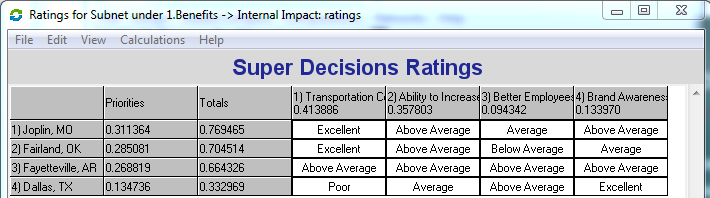 Ratings for Subnet under 1.Benefits -> Internal Impact: ratings
File Edit View Calculations Help
Super Decisions Ratings
Priorities Totals 1) Transportation C 2) Ability to Increase 3) Better Employees 4) Brand Awareness
0.413886 0.357803 0.094342 0.133970
1) Joplin, MO 0.311364 0.769465 Excellent Above Average Average Above Average
2) Fairland, OK 0.285081 0.704514 Excellent Above Average Below Average Average
3) Fayetteville, AR 0.268819 0.664326 Above Average Above Average Above Average Above Average
4) Dallas, TX 0.134736 0.332969 Poor Average Above Average Excellent